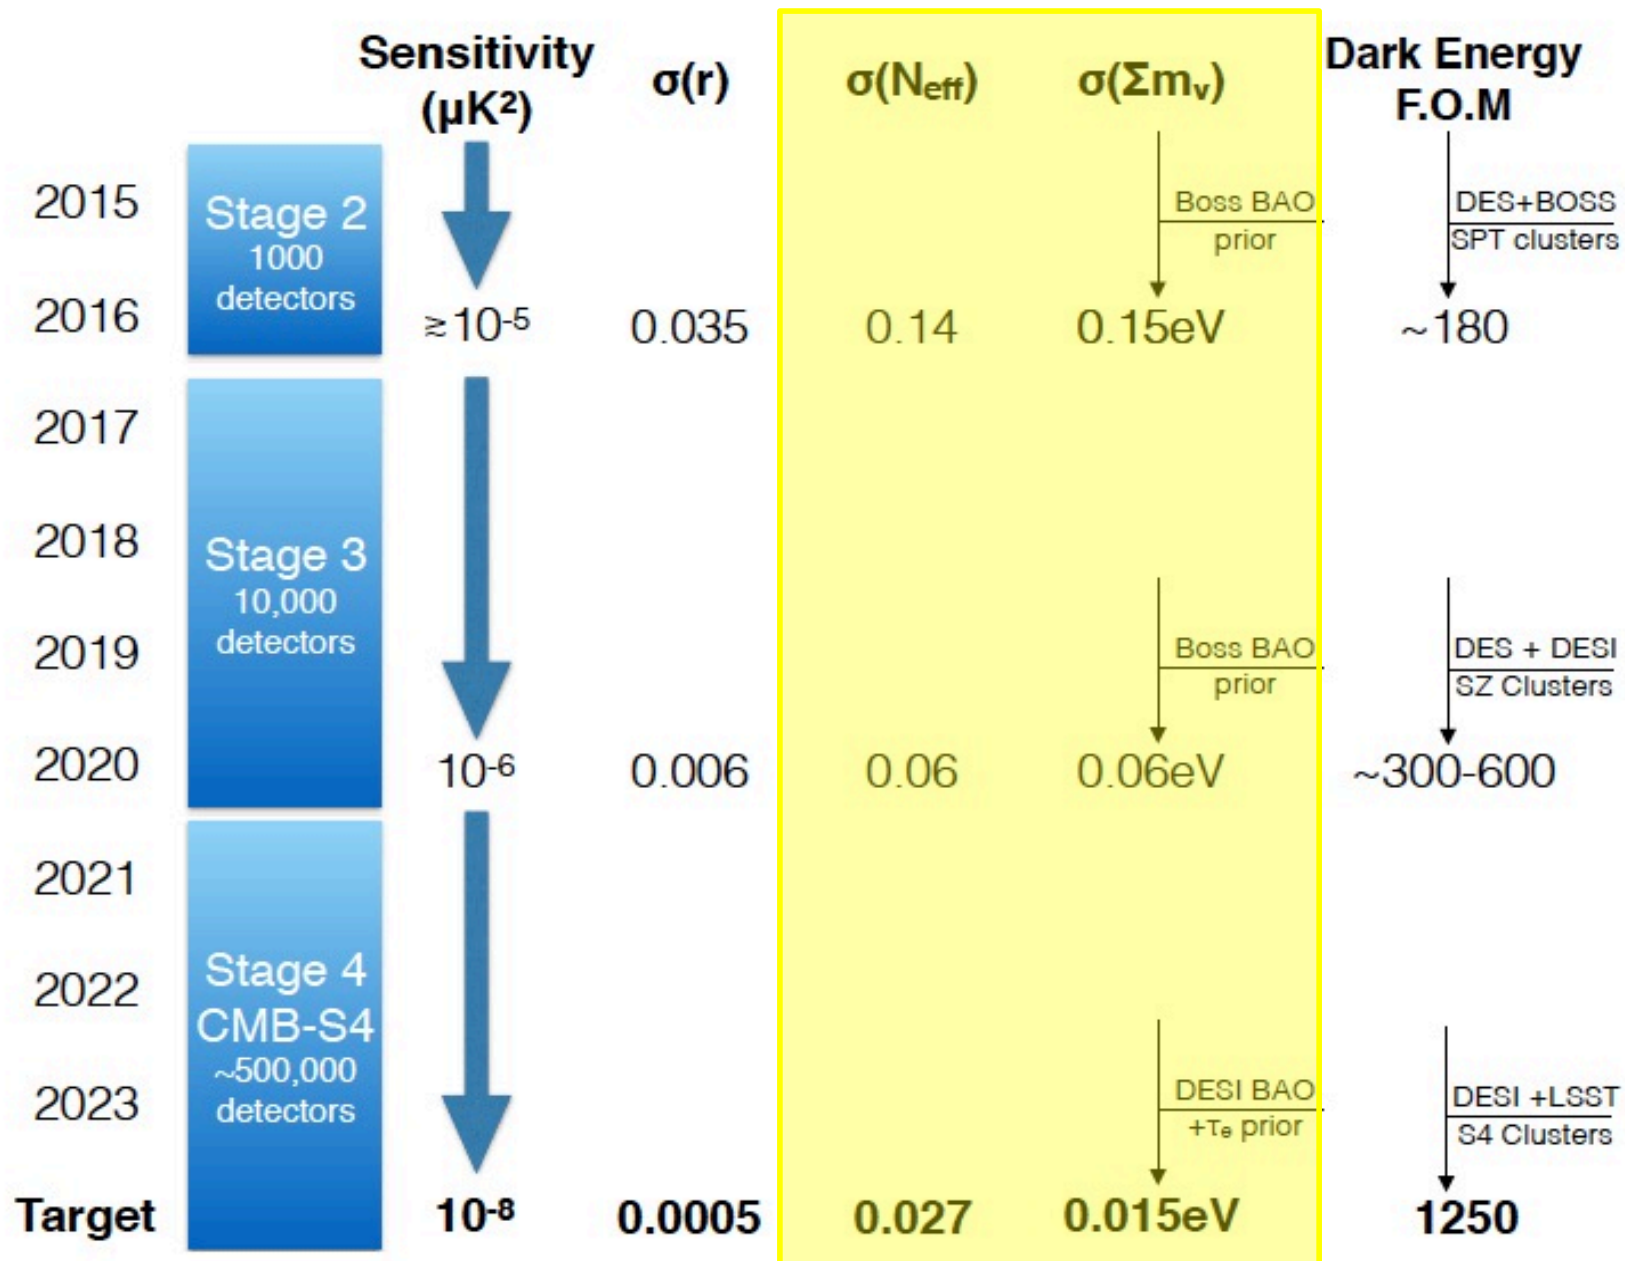 Sensitivity
(μK²)
σ(r)
σ(Neff)
σ(Σmν)
Dark Energy
F.O.M
2015
Stage 2
1000
detectors
Boss BAO
prior
DES+BOSS
SPT clusters
2016
≳10⁻⁵
0.035
0.14
0.15eV
~180
2017
2018
Stage 3
10,000
detectors
2019
Boss BAO
prior
DES + DESI
SZ Clusters
2020
10⁻⁶
0.006
0.06
0.06eV
~300-600
2021
2022
Stage 4
CMB-S4
~500,000
detectors
2023
DESI BAO
+τₑ prior
DESI +LSST
S4 Clusters
Target
10⁻⁸
0.0005
0.027
0.015eV
1250